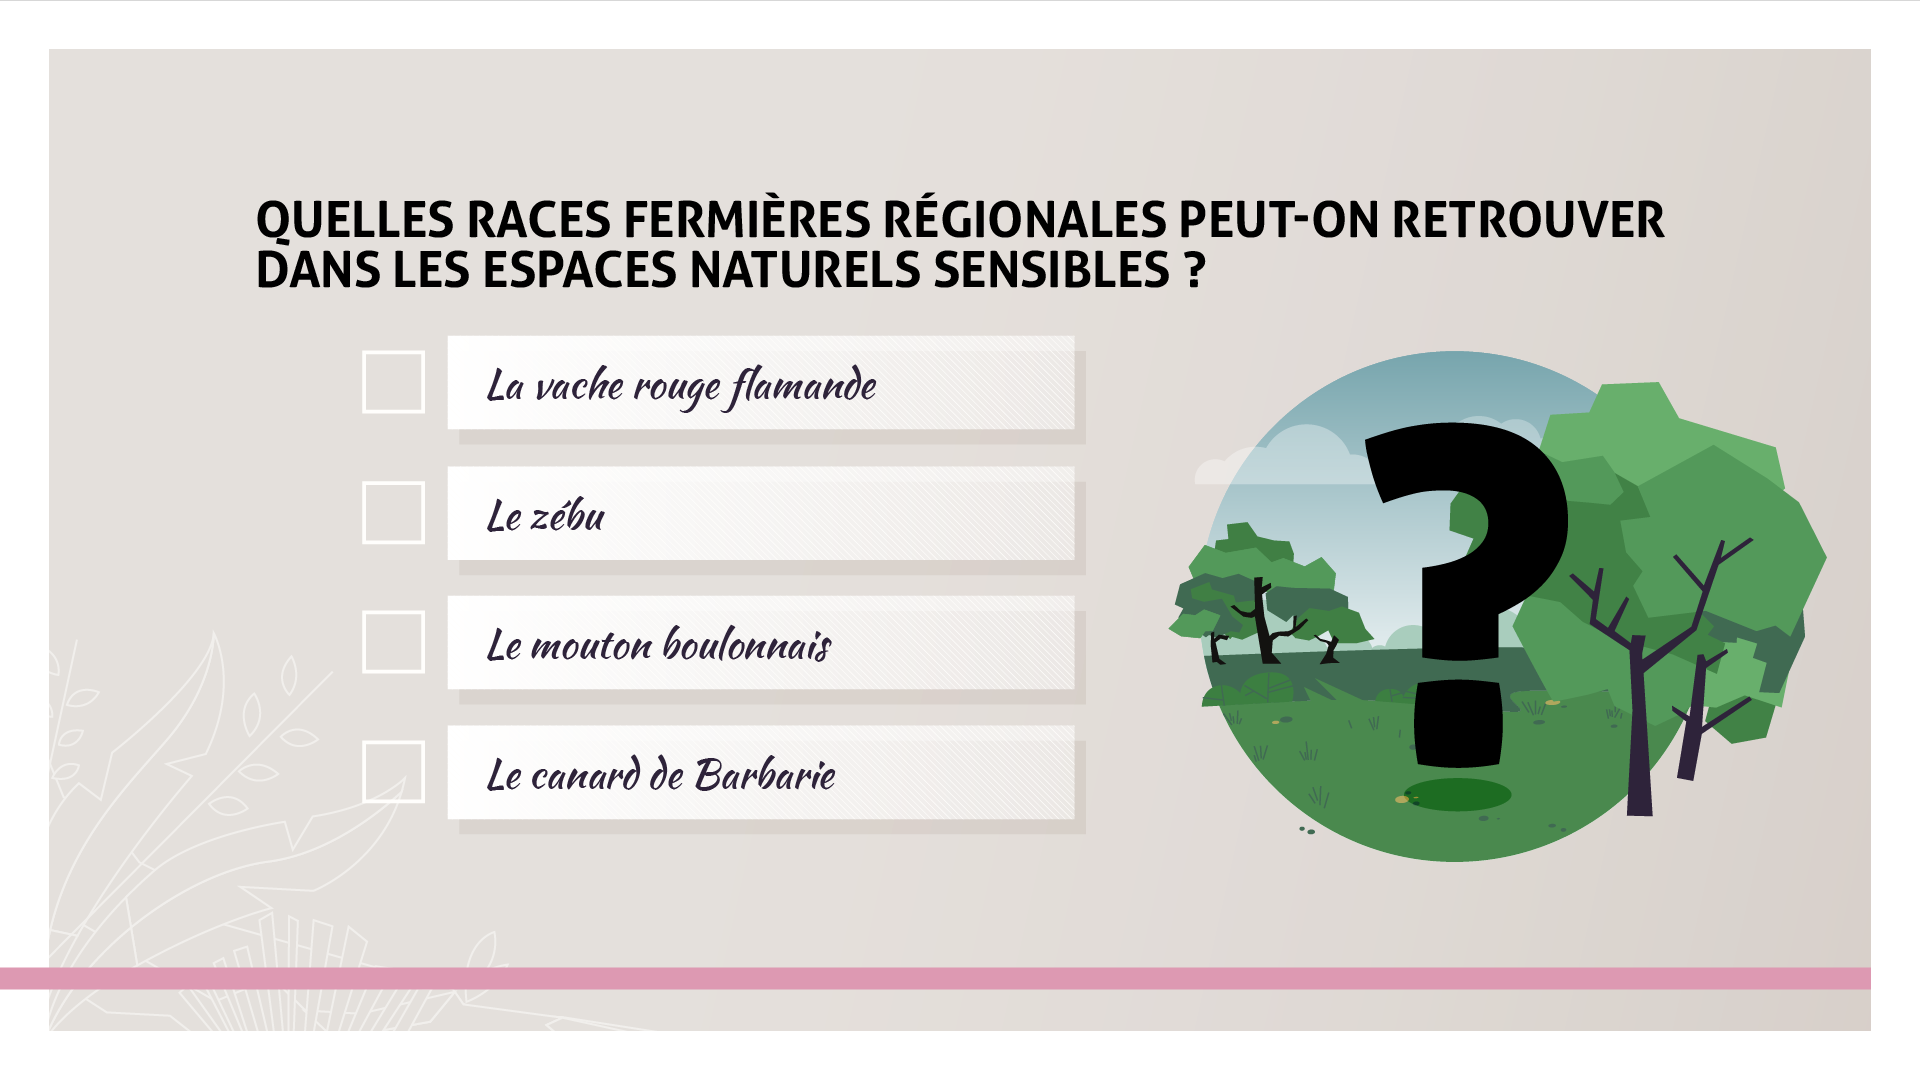 QUELLES RACES FERMIÈRES RÉGIONALES PEUT-ON RETROUVER
DANS LES ESPACES NATURELS SENSIBLES ?
La vache rouge flamande
Le zébu
Le mouton boulonnais
Le canard de Barbarie
?